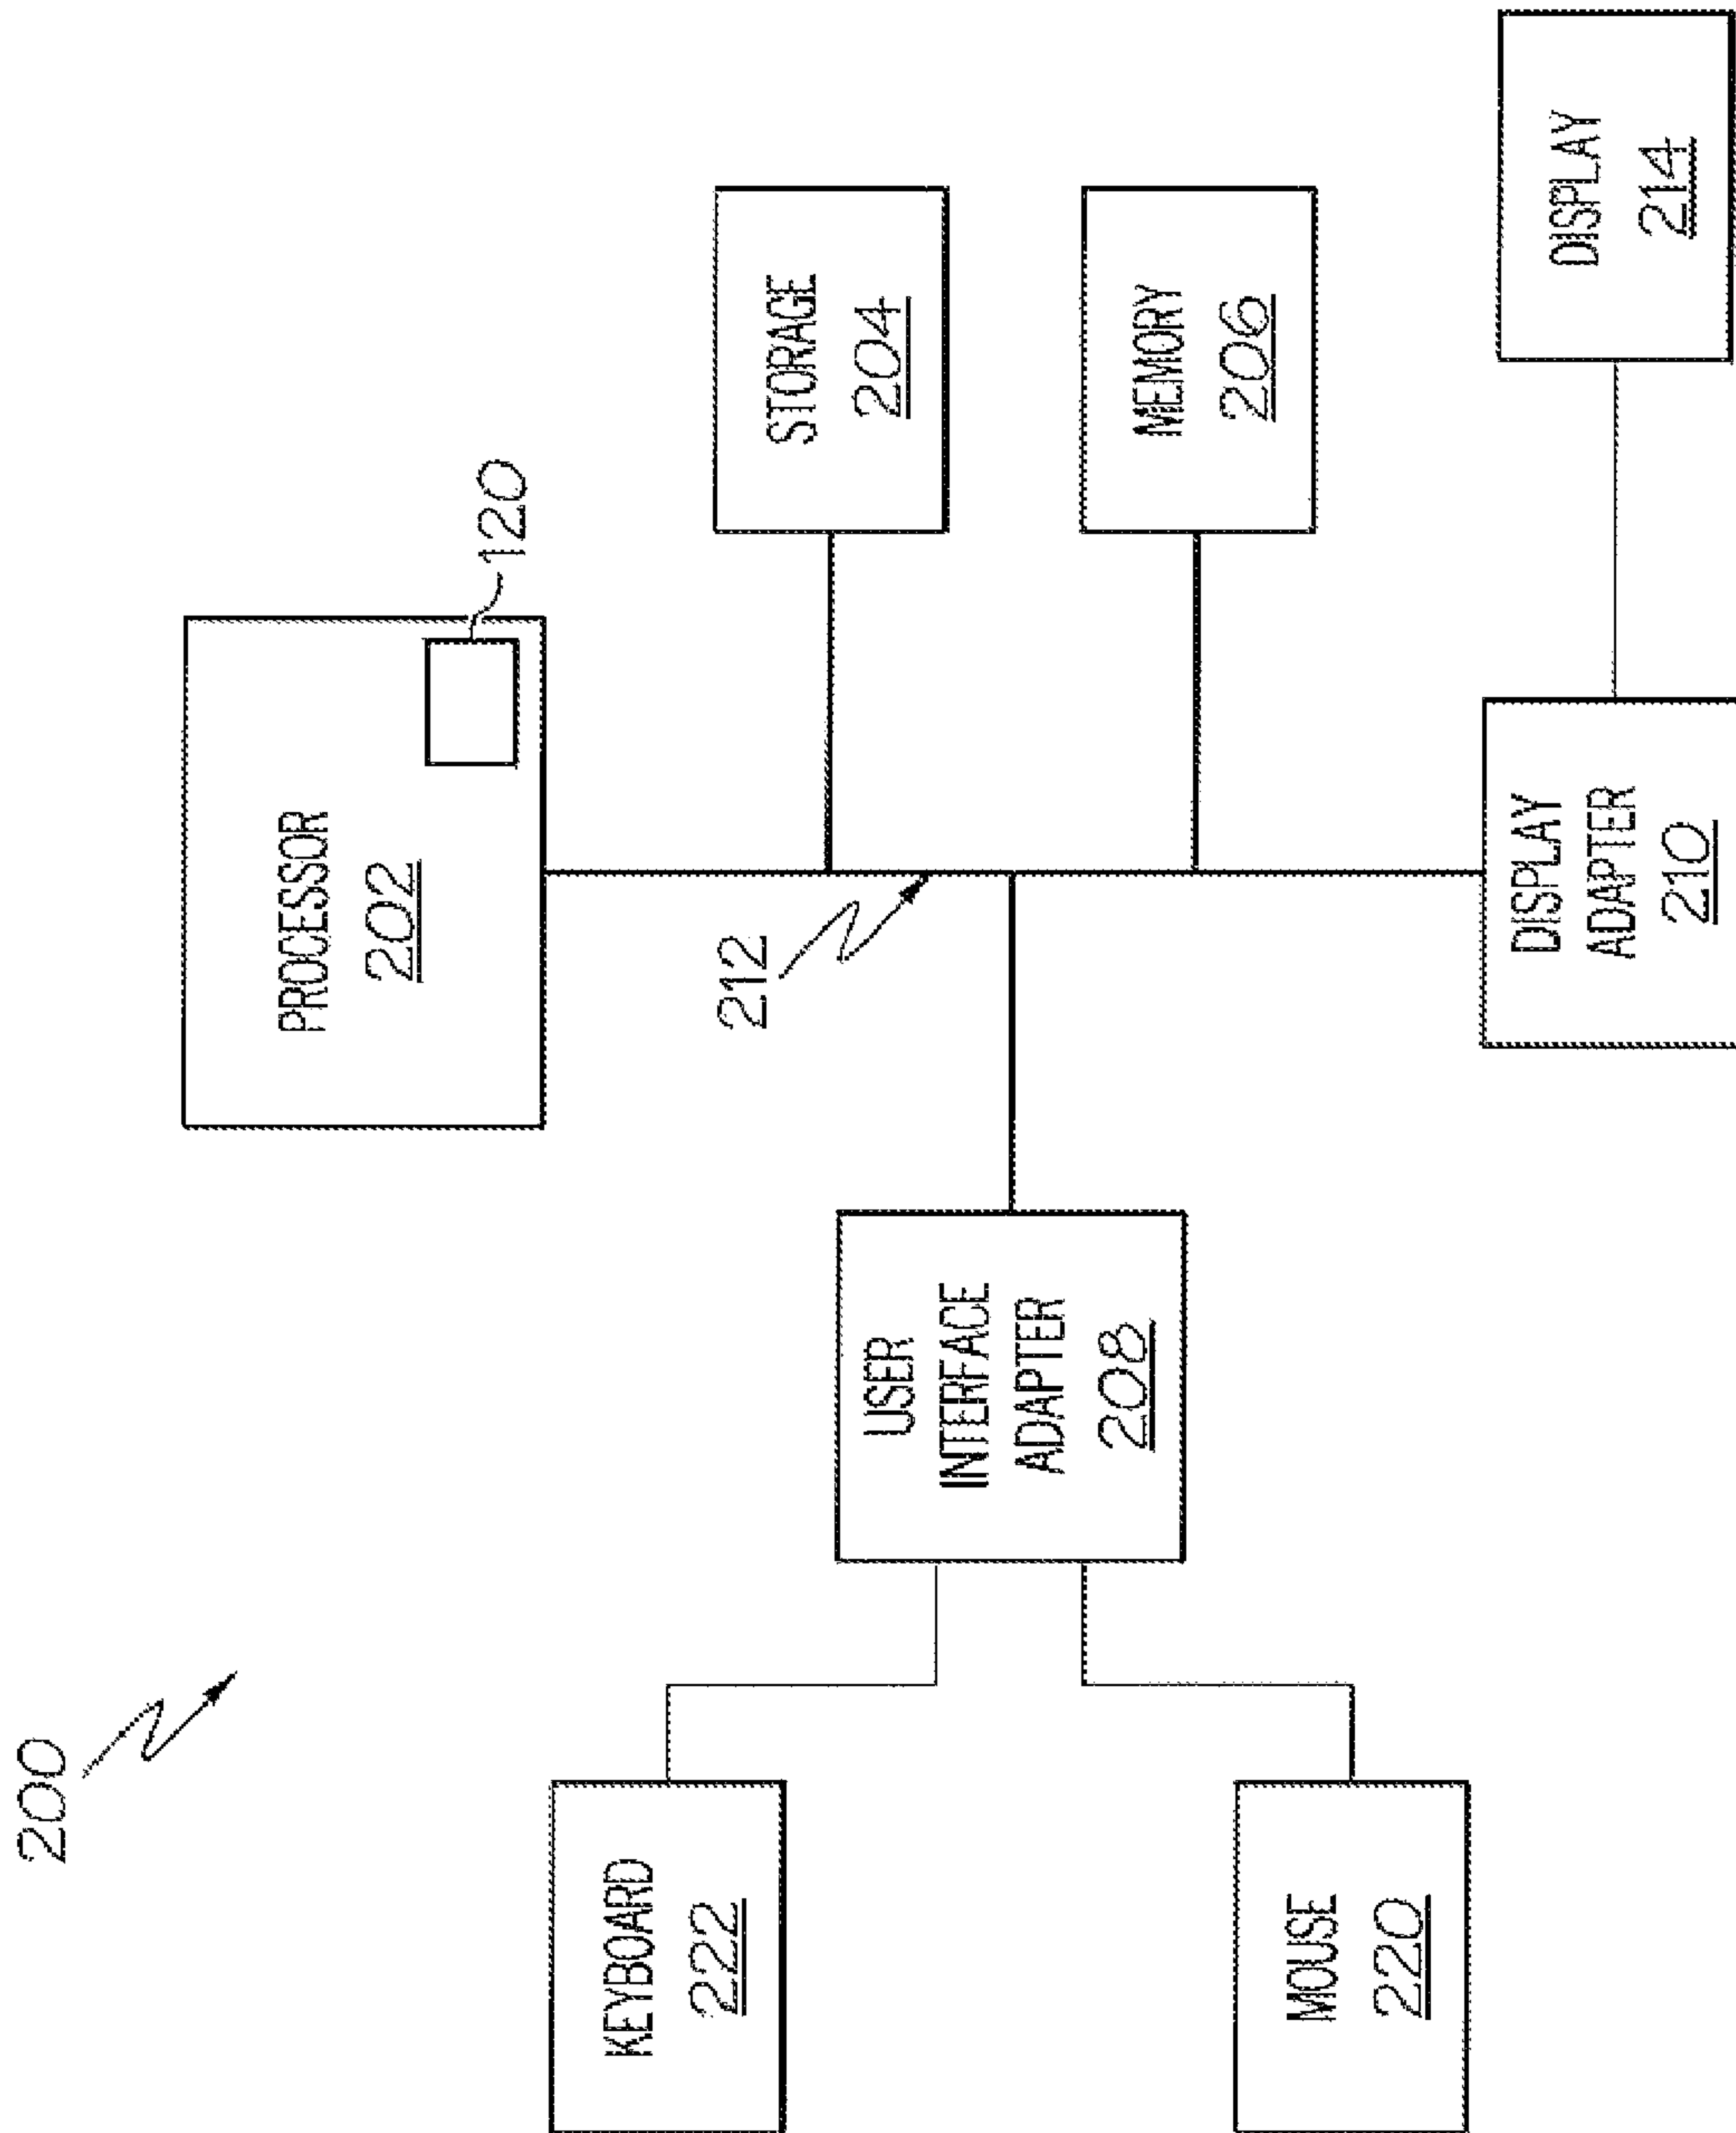 200
PROCESSOR
202
120
212
STORAGE
204
MEMORY
206
USER
INTERFACE
ADAPTER
208
KEYBOARD
222
MOUSE
220
DISPLAY
ADAPTER
210
DISPLAY
214